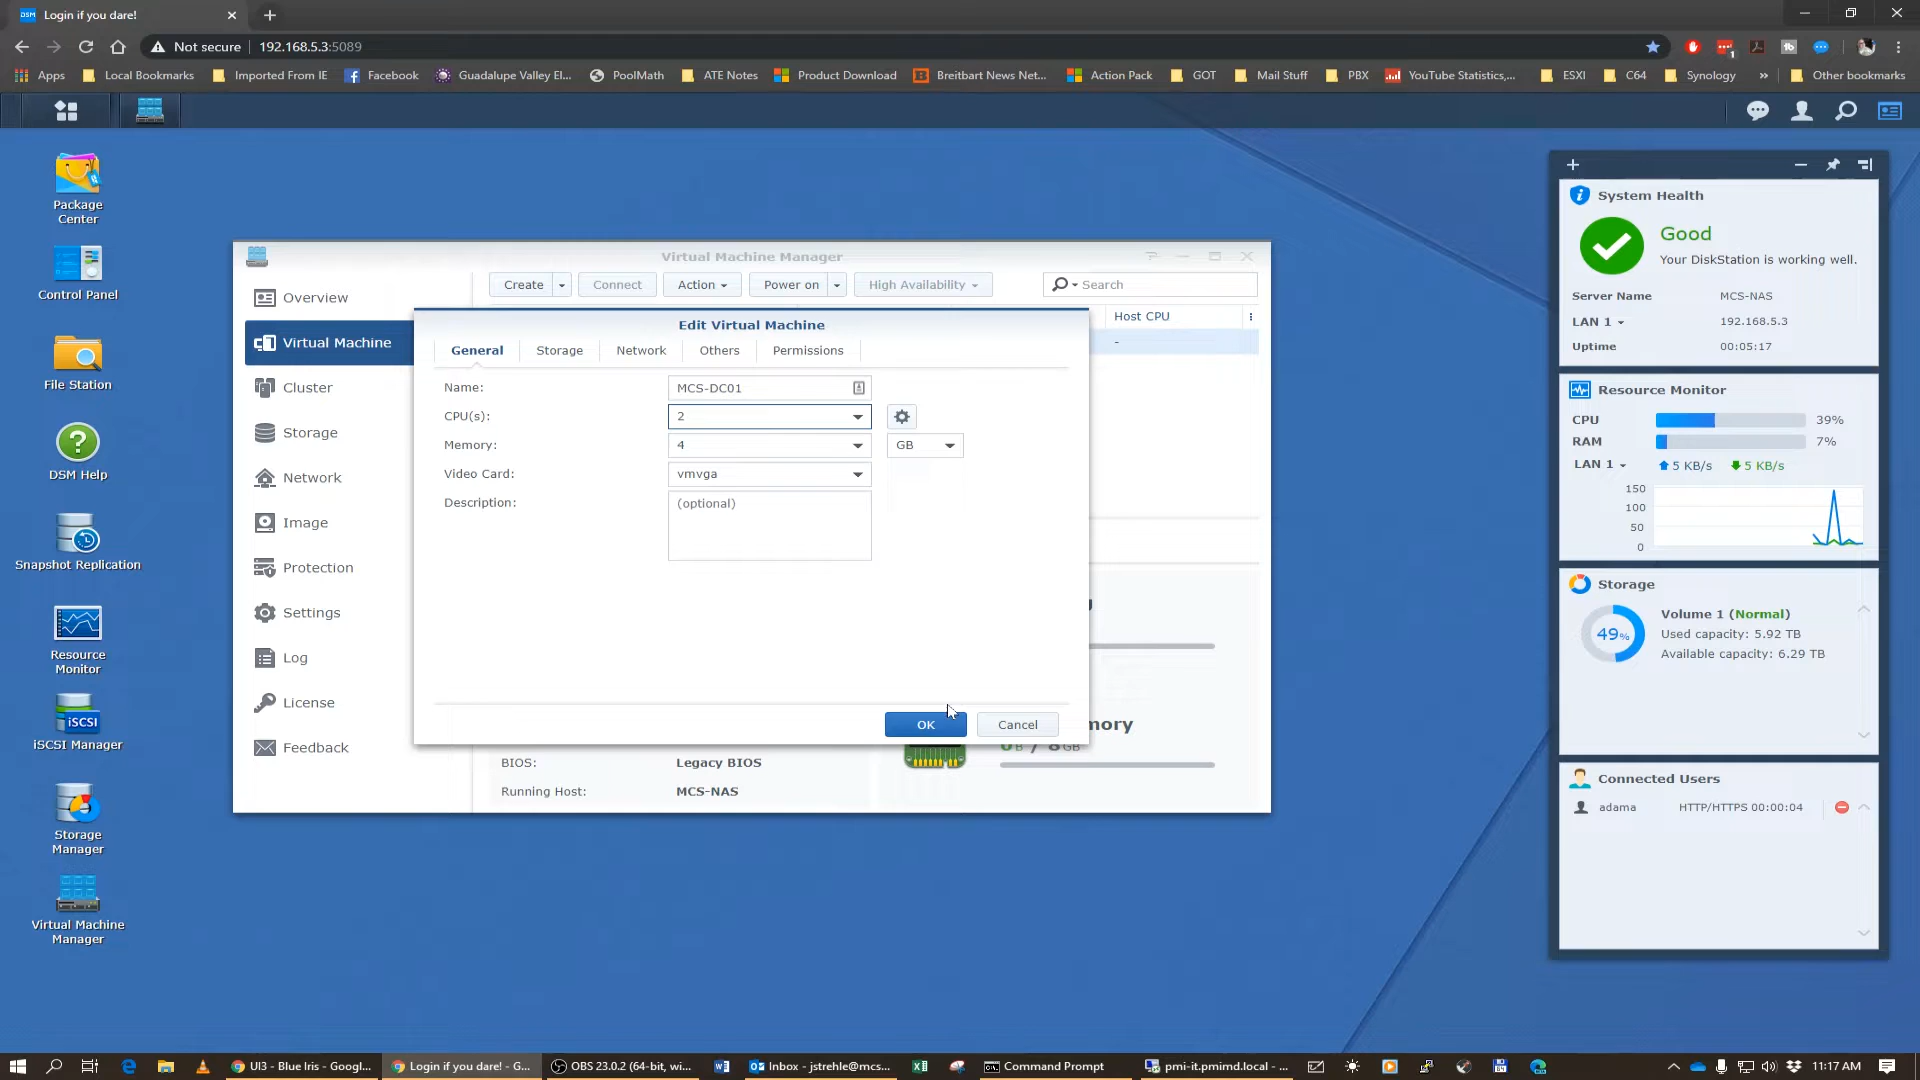 DSM Login if you dare!
Not secure 192.168.5.3:5089
Apps Local Bookmarks Imported From IE Facebook Guadalupe Valley El... PoolMath ATE Notes Product Download Breitbart News Net... Action Pack GOT Mail Stuff PBX YouTube Statistics,... ESXI C64 Synology » Other bookmarks
Package Center
Control Panel
File Station
DSM Help
Snapshot Replication
Resource Monitor
iSCSI
iSCSI Manager
Storage Manager
Virtual Machine Manager
Virtual Machine Manager
Overview
Virtual Machine
Cluster
Storage
Network
Image
Protection
Settings
Log
License
Feedback
Create Connect Action Power on High Availability Search
Host CPU
-
Edit Virtual Machine
General Storage Network Others Permissions
Name: MCS-DC01
CPU(s): 2
Memory: 4 GB
Video Card: vmvga
Description: (optional)
OK Cancel
BIOS: Legacy BIOS
Running Host: MCS-NAS
System Health
Good
Your DiskStation is working well.
Server Name MCS-NAS
LAN 1 192.168.5.3
Uptime 00:05:17
Resource Monitor
CPU 39%
RAM 7%
LAN 1 5 KB/s 5 KB/s
150
100
50
0
Storage
49%
Volume 1 (Normal)
Used capacity: 5.92 TB
Available capacity: 6.29 TB
Connected Users
adama HTTP/HTTPS 00:00:04
UI3 - Blue Iris - Googl... Login if you dare! - G... OBS 23.0.2 (64-bit, wi... Inbox - jstrehle@mcs... Command Prompt pmi-it.pmimd.local - ... 11:17 AM